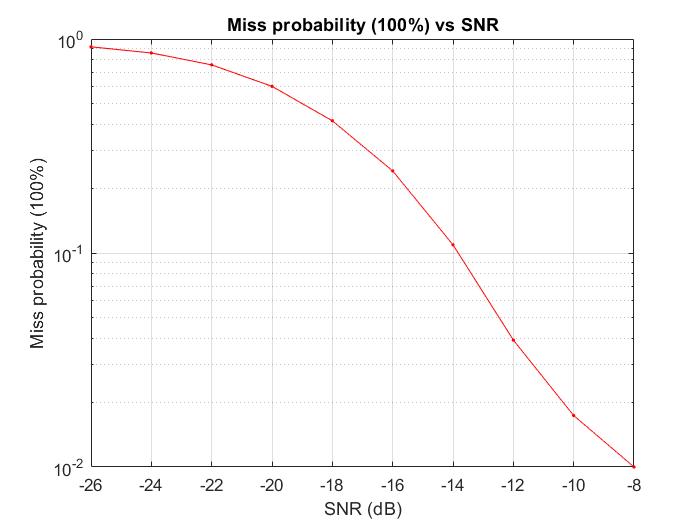 Miss probability (100%) vs SNR
Miss probability (100%)
10^0
10^-1
10^-2
-26 -24 -22 -20 -18 -16 -14 -12 -10 -8
SNR (dB)